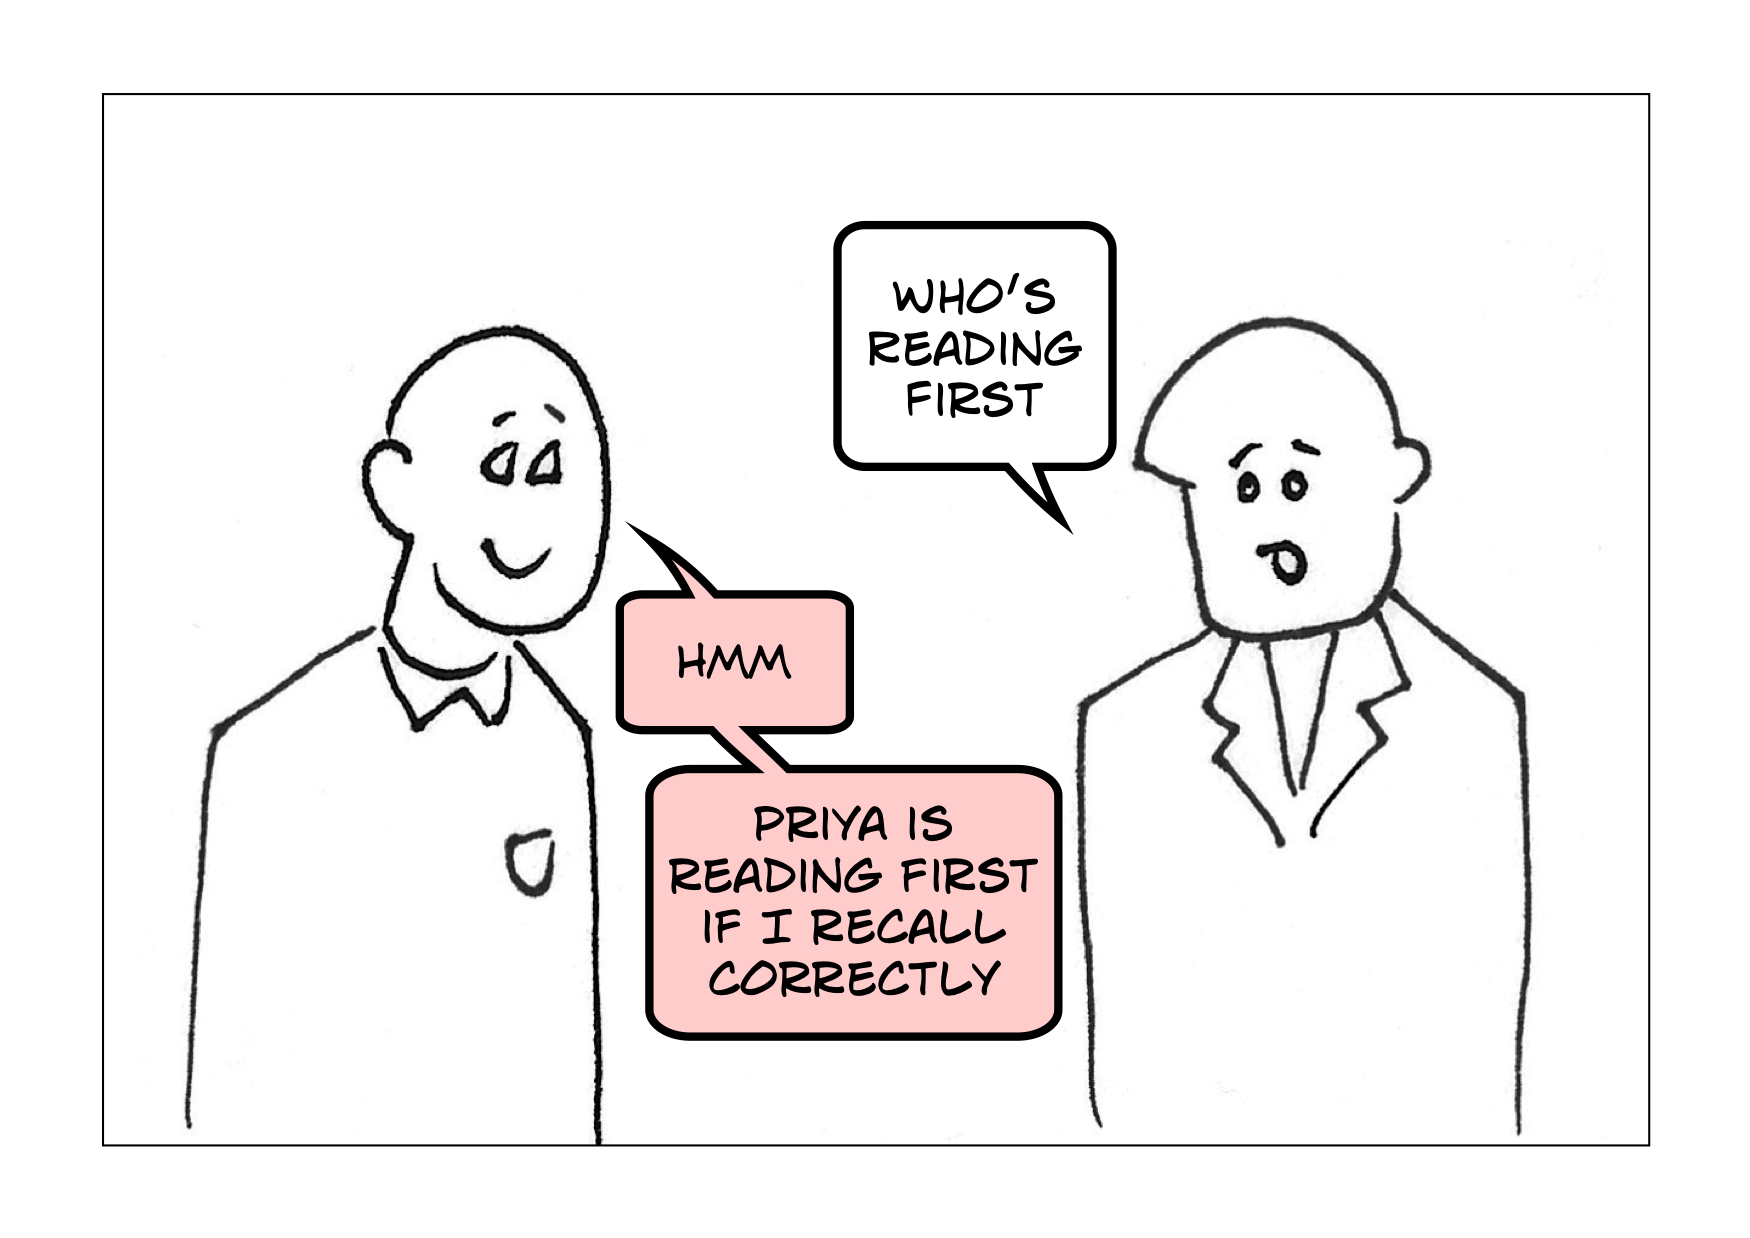 WHO'S
READING
FIRST
HMM
PRIYA IS
READING FIRST
IF I RECALL
CORRECTLY